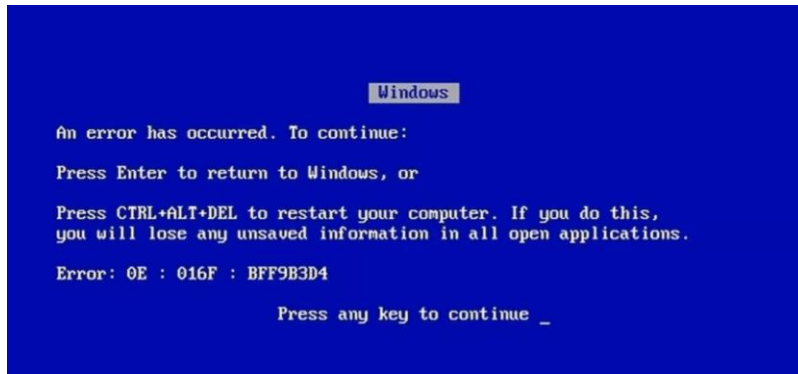 Windows
An error has occurred. To continue:
Press Enter to return to Windows, or
Press CTRL+ALT+DEL to restart your computer. If you do this,
you will lose any unsaved information in all open applications.
Error: 0E : 016F : BFF9B3D4
Press any key to continue _